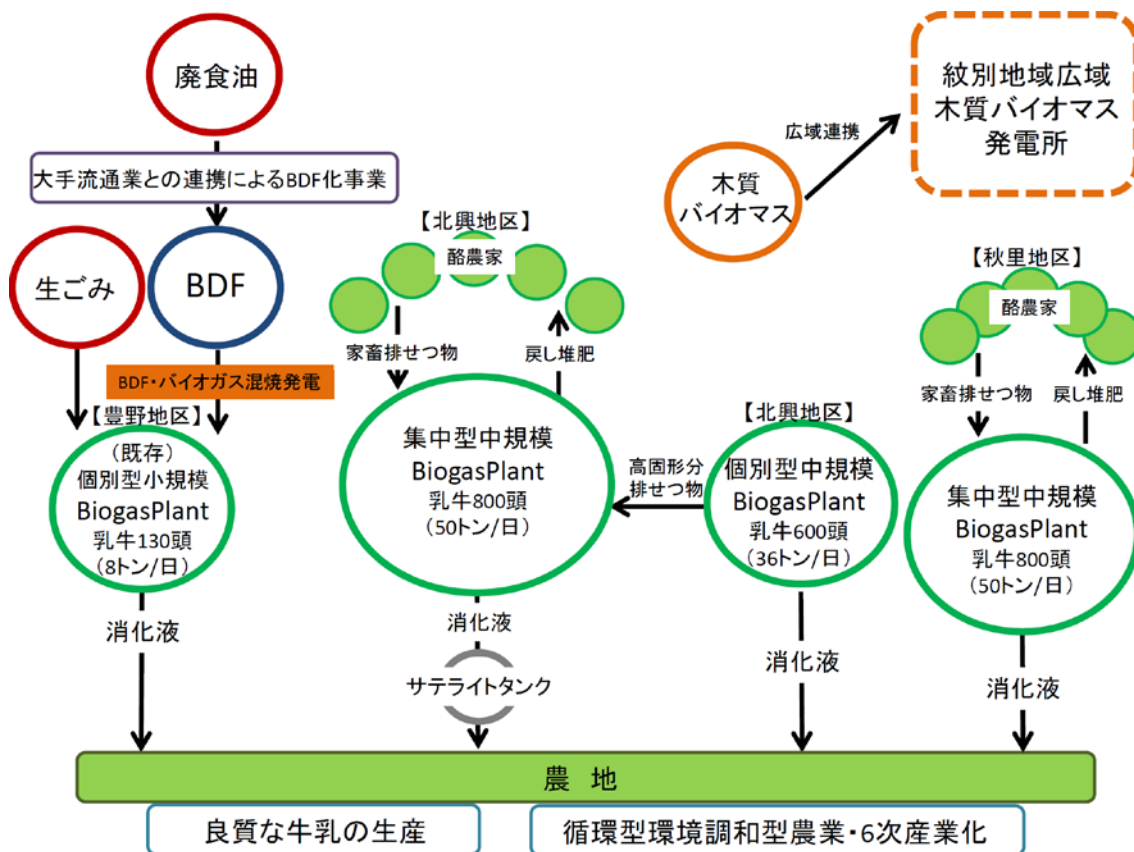 廃食油
大手流通業との連携によるBDF化事業
生ごみ
BDF
BDF・バイオガス混焼発電
【豊野地区】
（既存）
個別型小規模
BiogasPlant
乳牛130頭
（8トン/日）
消化液
【北興地区】
酪農家
家畜排せつ物
戻し堆肥
集中型中規模
BiogasPlant
乳牛800頭
（50トン/日）
消化液
サテライトタンク
高固形分
排せつ物
【北興地区】
個別型中規模
BiogasPlant
乳牛600頭
（36トン/日）
消化液
木質
バイオマス
広域連携
紋別地域広域
木質バイオマス
発電所
【秋里地区】
酪農家
家畜排せつ物
戻し堆肥
集中型中規模
BiogasPlant
乳牛800頭
（50トン/日）
消化液
農 地
良質な牛乳の生産
循環型環境調和型農業・6次産業化